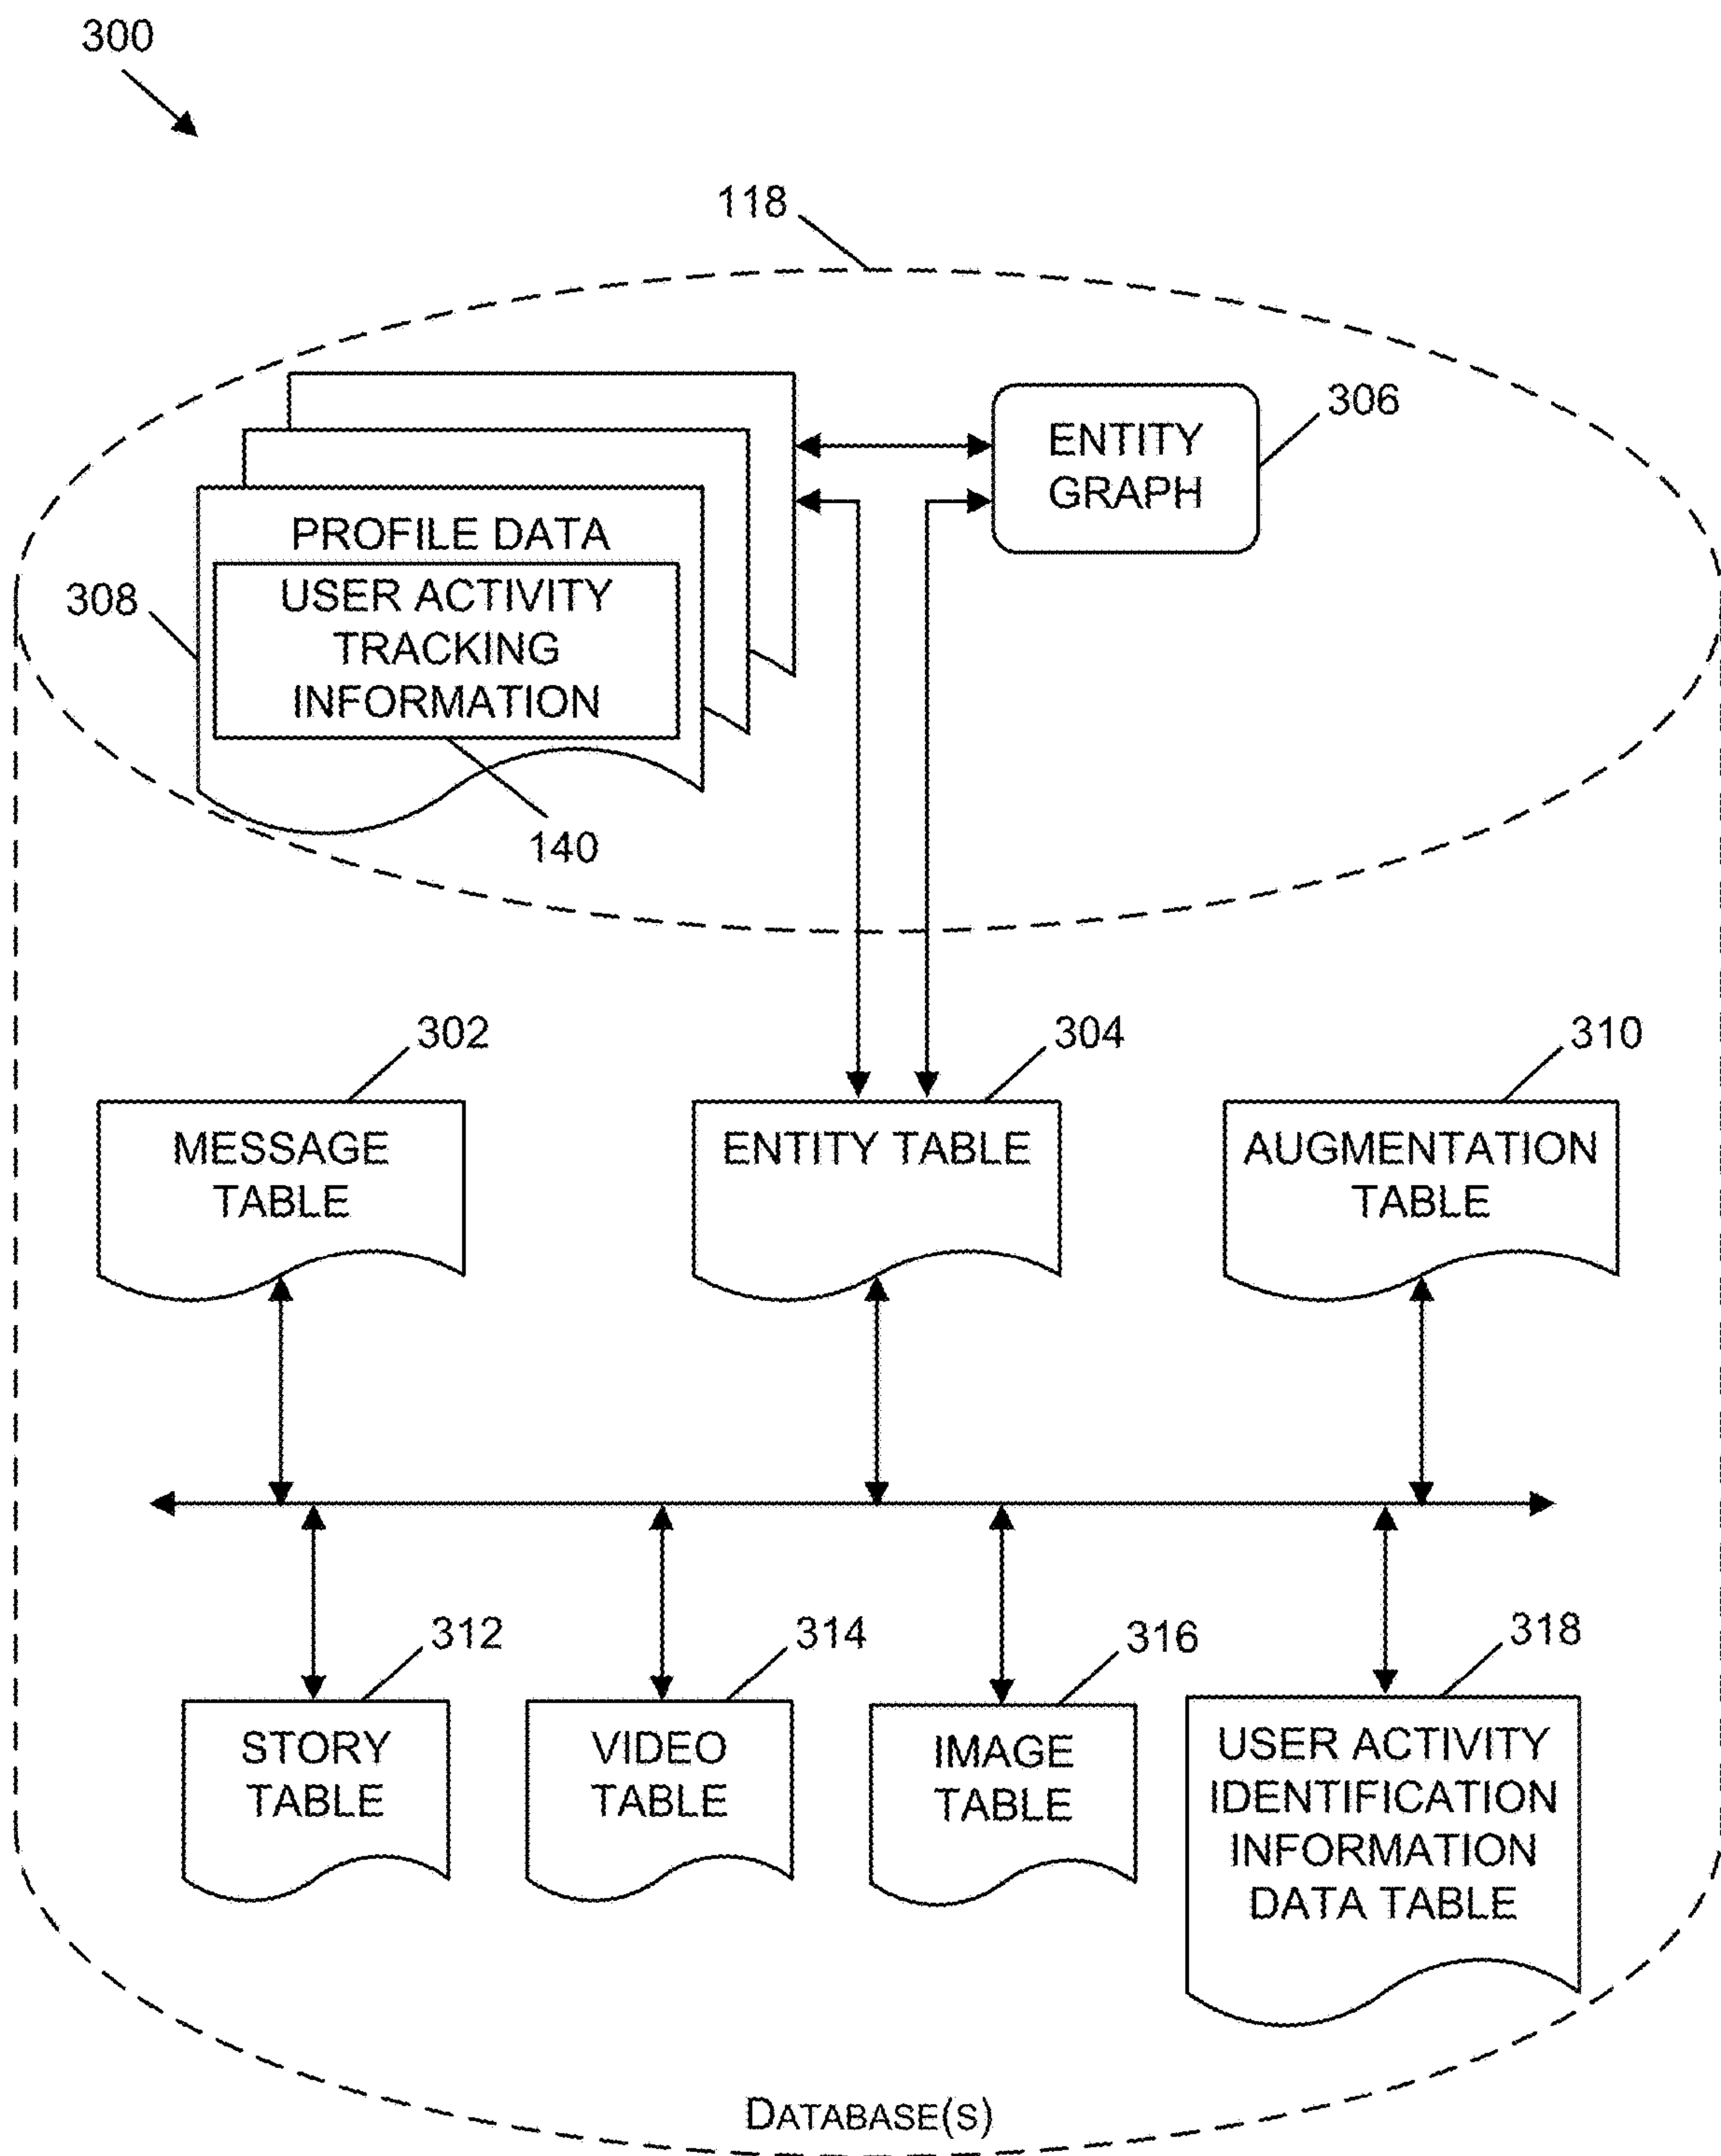 300
118
306
ENTITY
GRAPH
PROFILE DATA
308
USER ACTIVITY
TRACKING
INFORMATION
140
302
304
310
MESSAGE
TABLE
ENTITY TABLE
AUGMENTATION
TABLE
312
314
316
318
STORY
TABLE
VIDEO
TABLE
IMAGE
TABLE
USER ACTIVITY
IDENTIFICATION
INFORMATION
DATA TABLE
DATABASE(S)